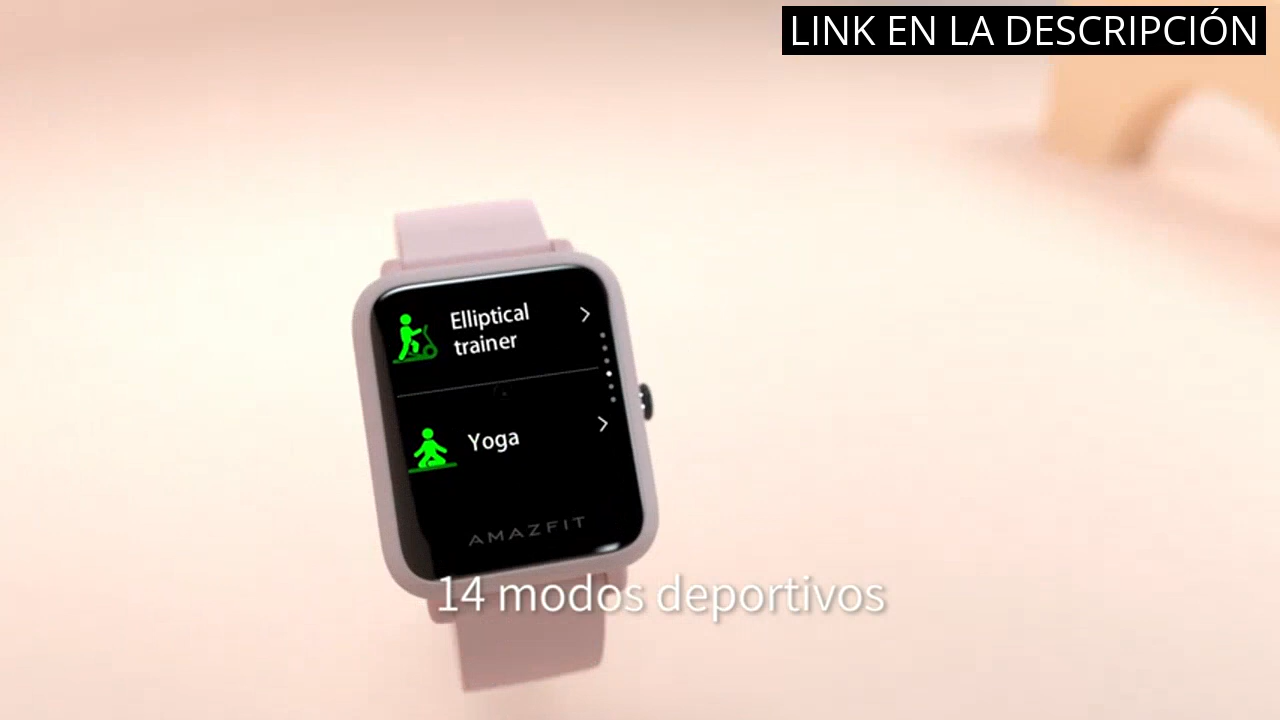 LINK EN LA DESCRIPCIÓN
Elliptical
trainer
Yoga
AMAZFIT
14 modos deportivos